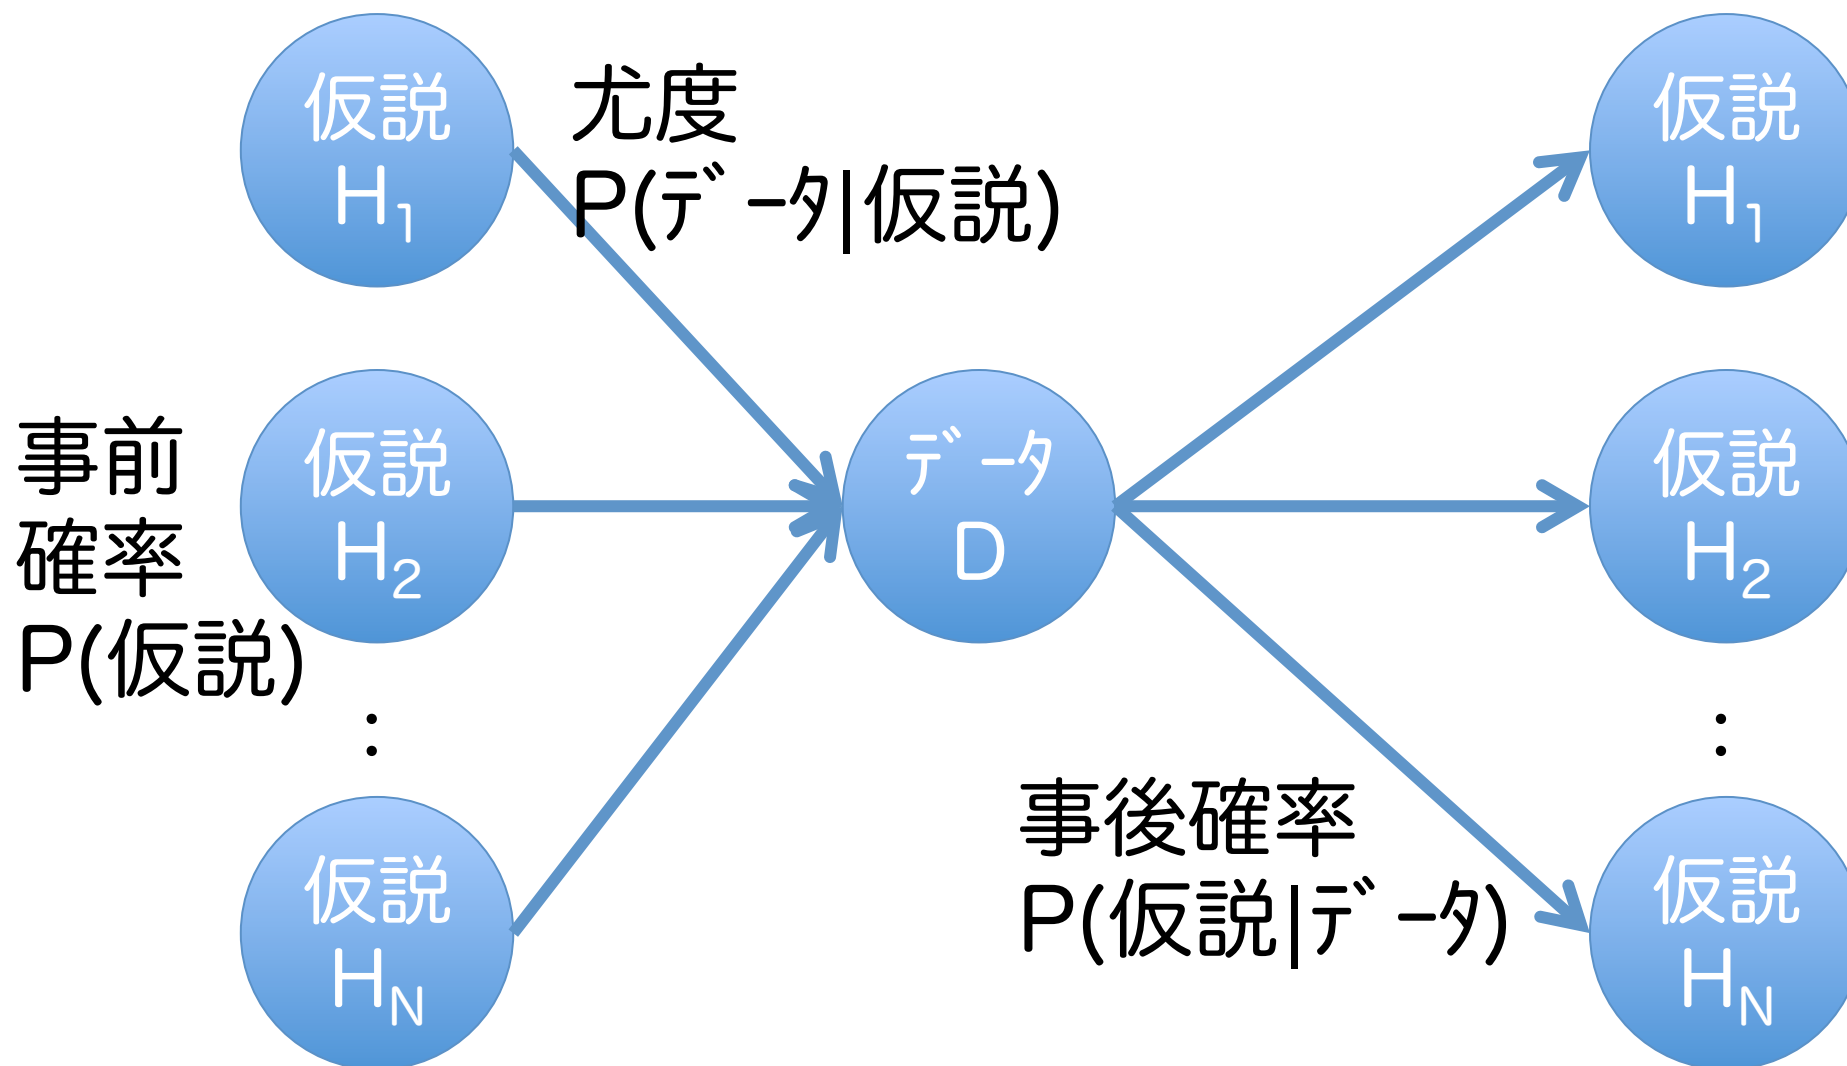 仮説
H1
尤度
P(ﾃﾞｰﾀ|仮説)
仮説
H1
事前
確率
P(仮説)
仮説
H2
ﾃﾞｰﾀ
D
仮説
H2
:
:
仮説
HN
事後確率
P(仮説|ﾃﾞｰﾀ)
仮説
HN